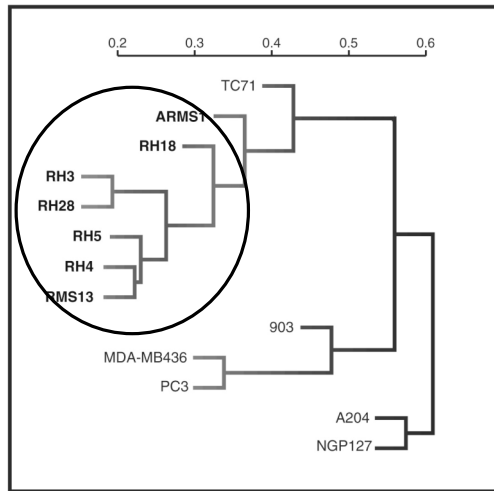 0.2 0.3 0.4 0.5 0.6
TC71
ARMS1
RH18
RH3
RH28
RH5
RH4
RMS13
903
MDA-MB436
PC3
A204
NGP127